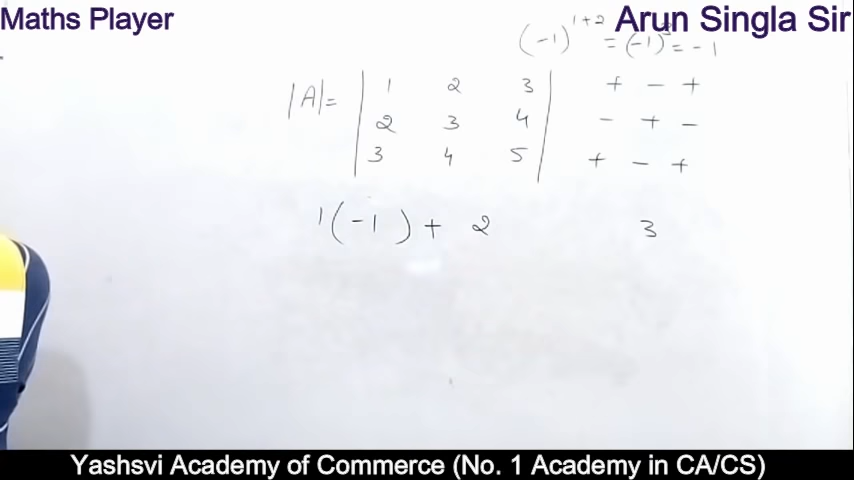 Maths Player
Arun Singla Sir
(-1)^{1+2} = (-1)^3 = -1
|A| = | 1 2 3 | + - +
| 2 3 4 | - + -
| 3 4 5 | + - +
1(-1) + 2 3
Yashsvi Academy of Commerce (No. 1 Academy in CA/CS)